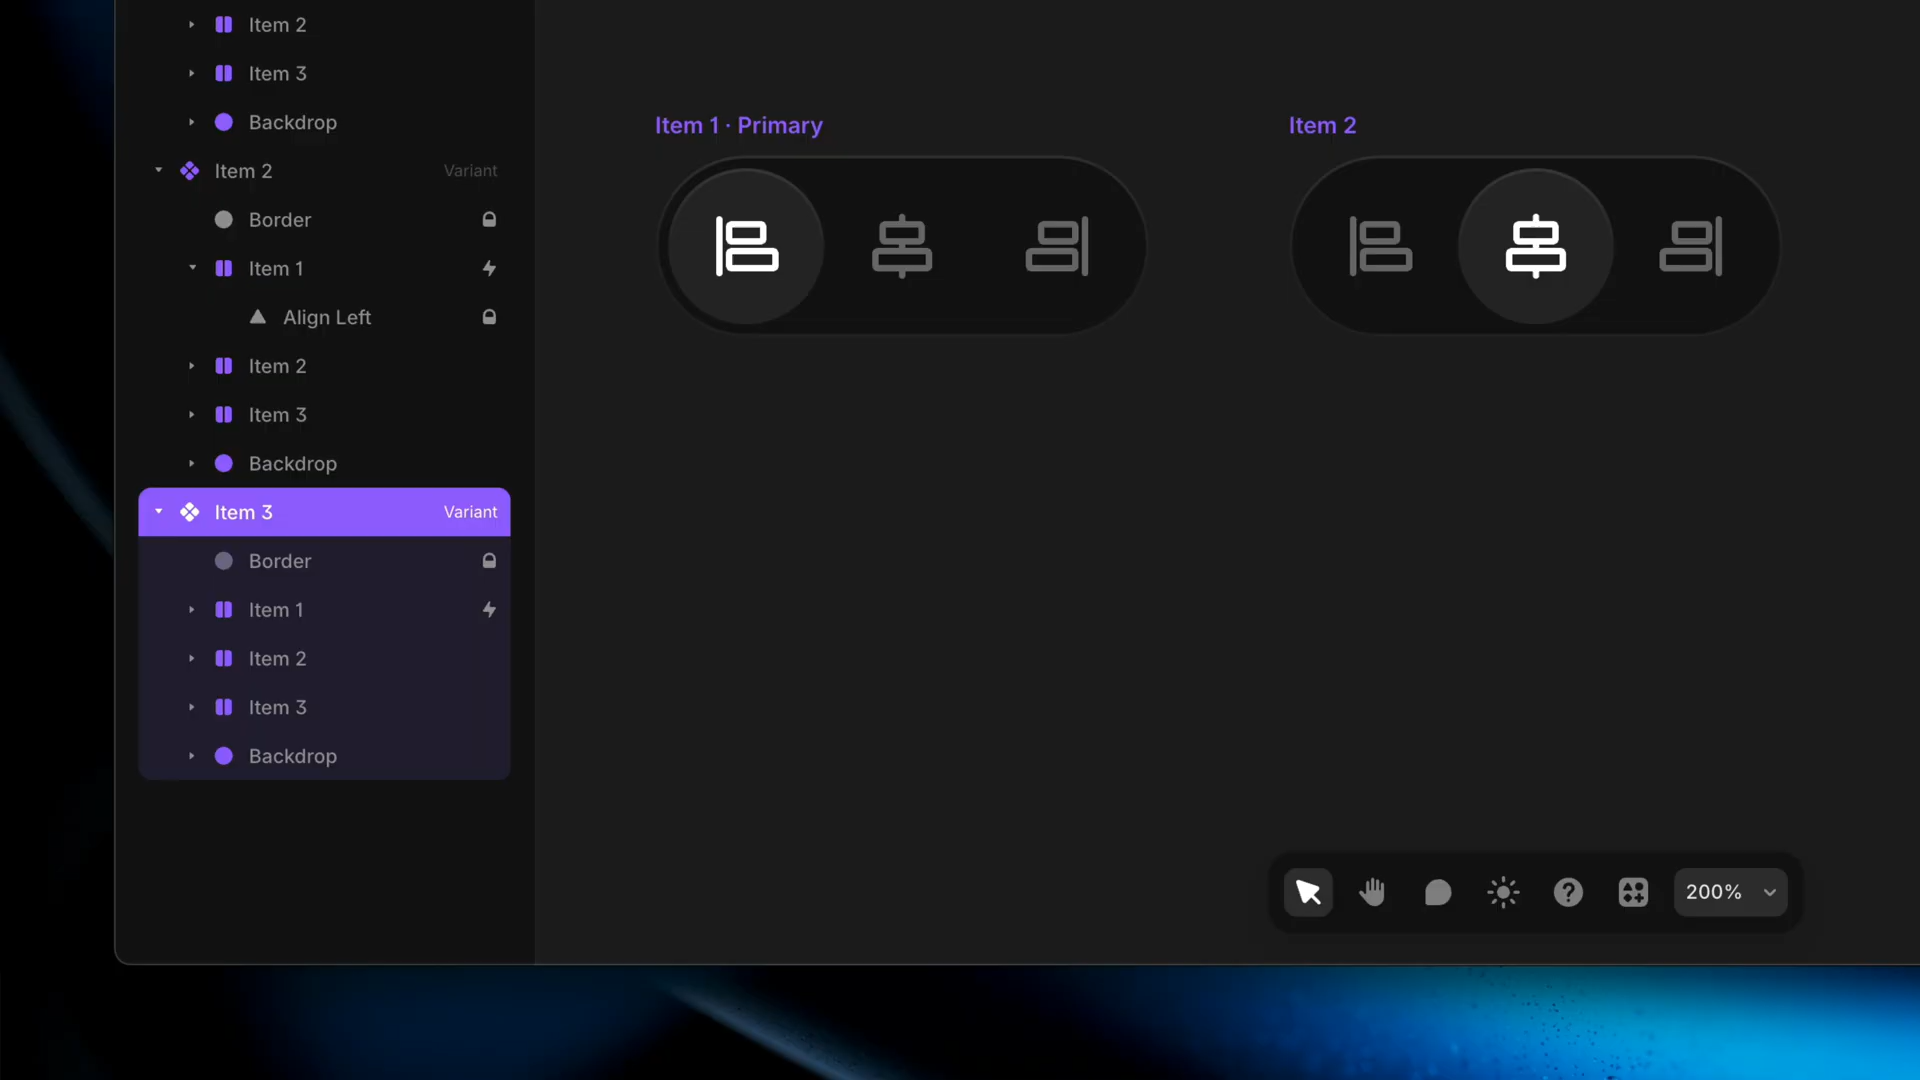 Item 2
Item 3
Backdrop
Item 2 Variant
Border
Item 1
Align Left
Item 2
Item 3
Backdrop
Item 3 Variant
Border
Item 1
Item 2
Item 3
Backdrop
Item 1 · Primary
Item 2
200%